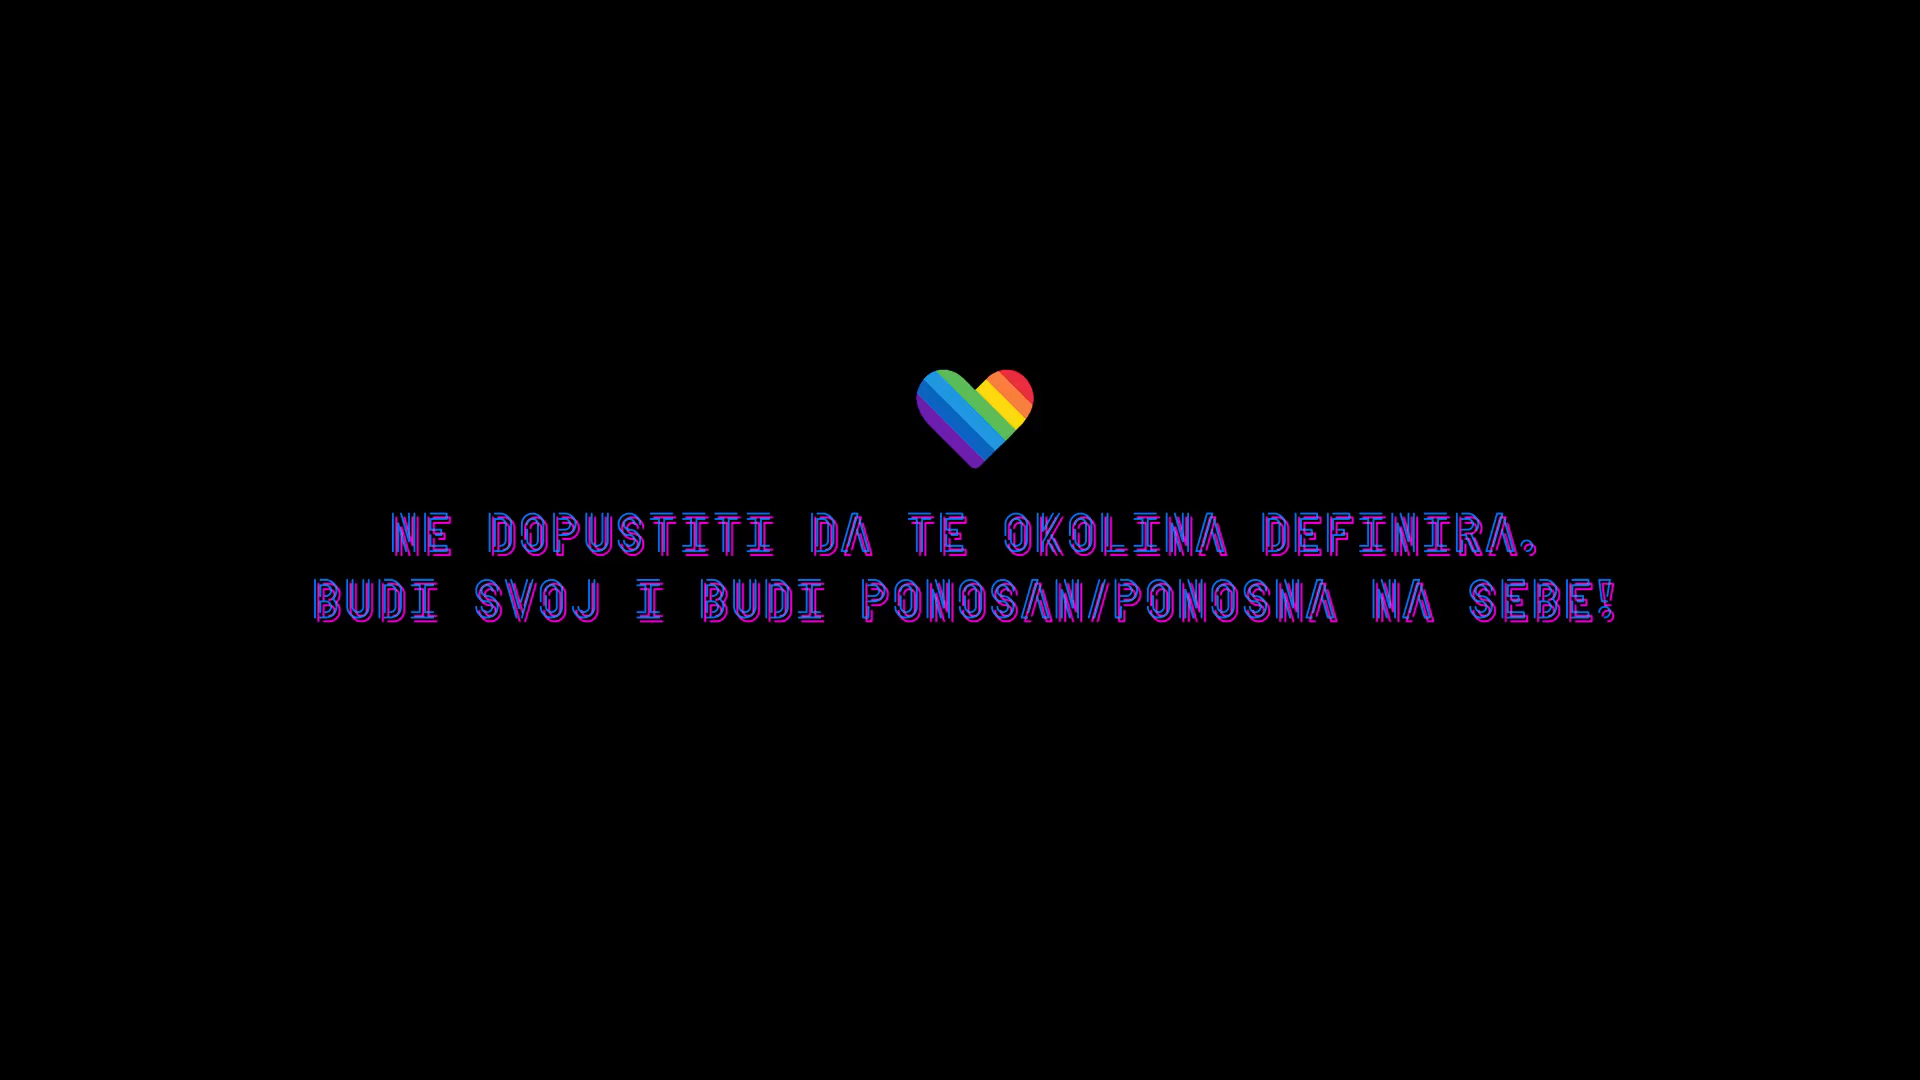 NE DOPUSTITI DA TE OKOLINA DEFINIRA.
BUDI SVOJ I BUDI PONOSAN/PONOSNA NA SEBE!